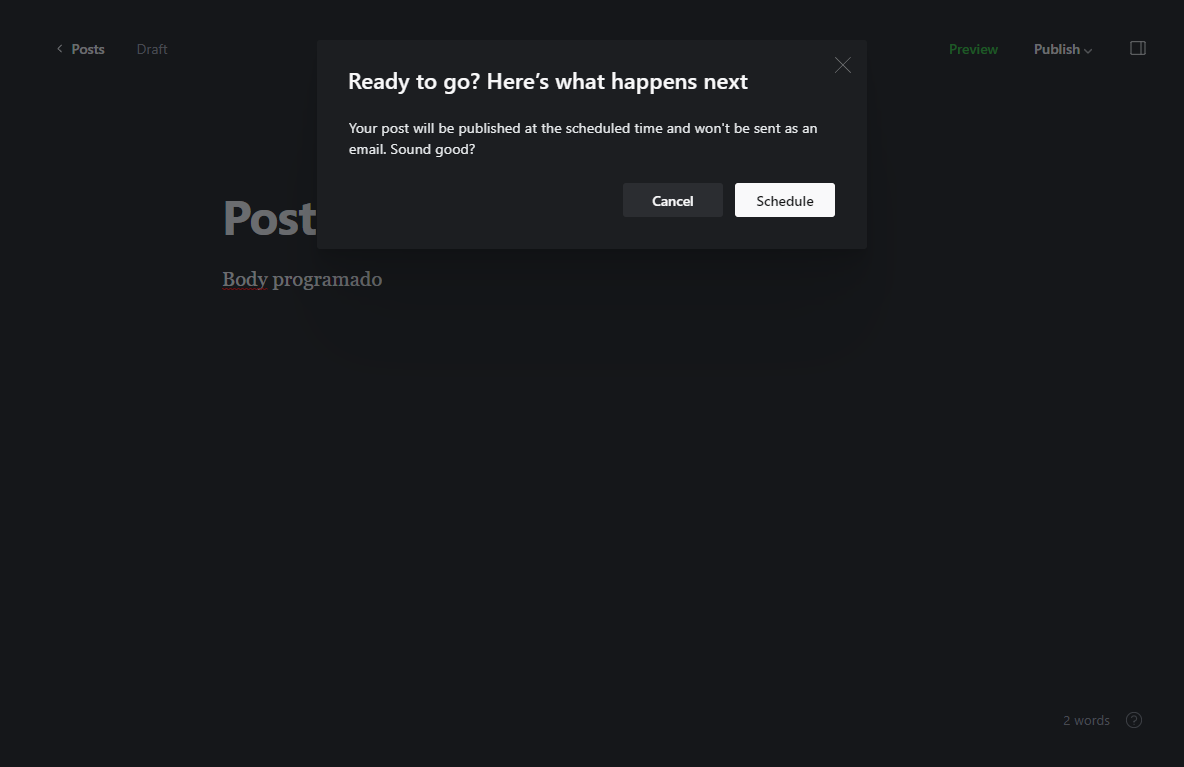 Posts Draft Preview Publish
Ready to go? Here’s what happens next
Your post will be published at the scheduled time and won't be sent as an
email. Sound good?
Cancel Schedule
Post
Body programado
2 words ?